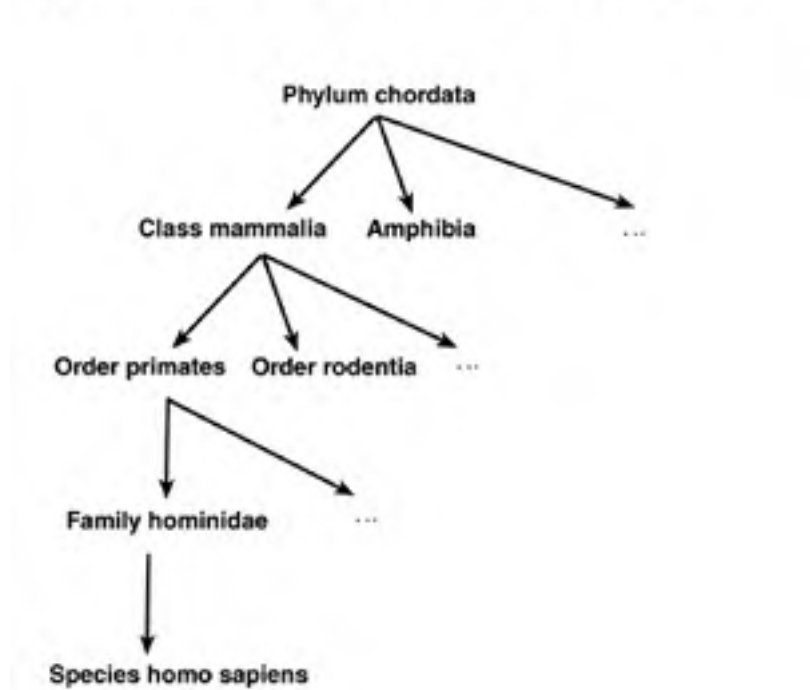 Phylum chordata
Class mammalia Amphibia ...
Order primates Order rodentia ...
Family hominidae ...
Species homo sapiens